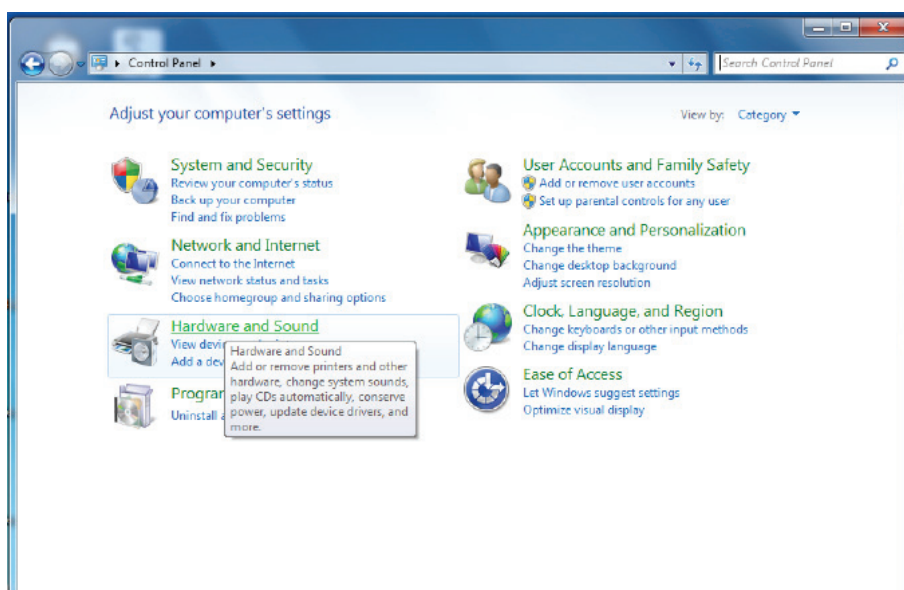 Control Panel
Search Control Panel
Adjust your computer's settings
View by: Category
System and Security
Review your computer's status
Back up your computer
Find and fix problems
Network and Internet
Connect to the Internet
View network status and tasks
Choose homegroup and sharing options
Hardware and Sound
View devi
Add a dev
Hardware and Sound
Add or remove printers and other
hardware, change system sounds,
play CDs automatically, conserve
power, update device drivers, and
more.
Program
Uninstall a
User Accounts and Family Safety
Add or remove user accounts
Set up parental controls for any user
Appearance and Personalization
Change the theme
Change desktop background
Adjust screen resolution
Clock, Language, and Region
Change keyboards or other input methods
Change display language
Ease of Access
Let Windows suggest settings
Optimize visual display